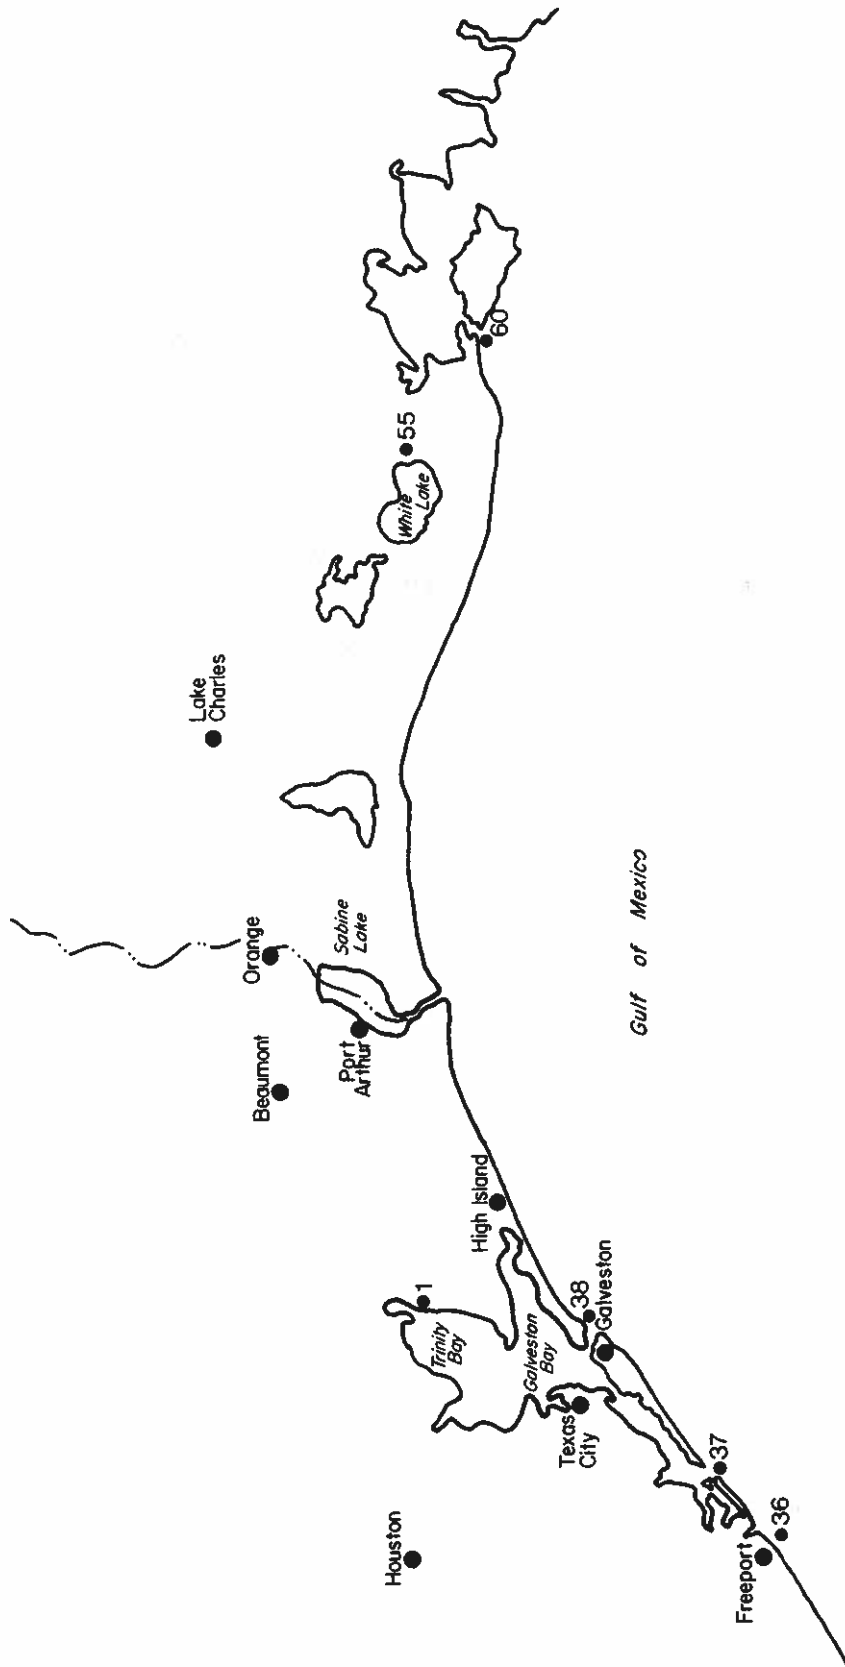 Lake
Charles
Orange
Beaumont
Sabine
Lake
Port
Arthur
White
Lake
55
60
Houston
Trinity
Bay
1
High Island
Galveston
Bay
38
Galveston
Texas
City
37
36
Freeport
Gulf of Mexico